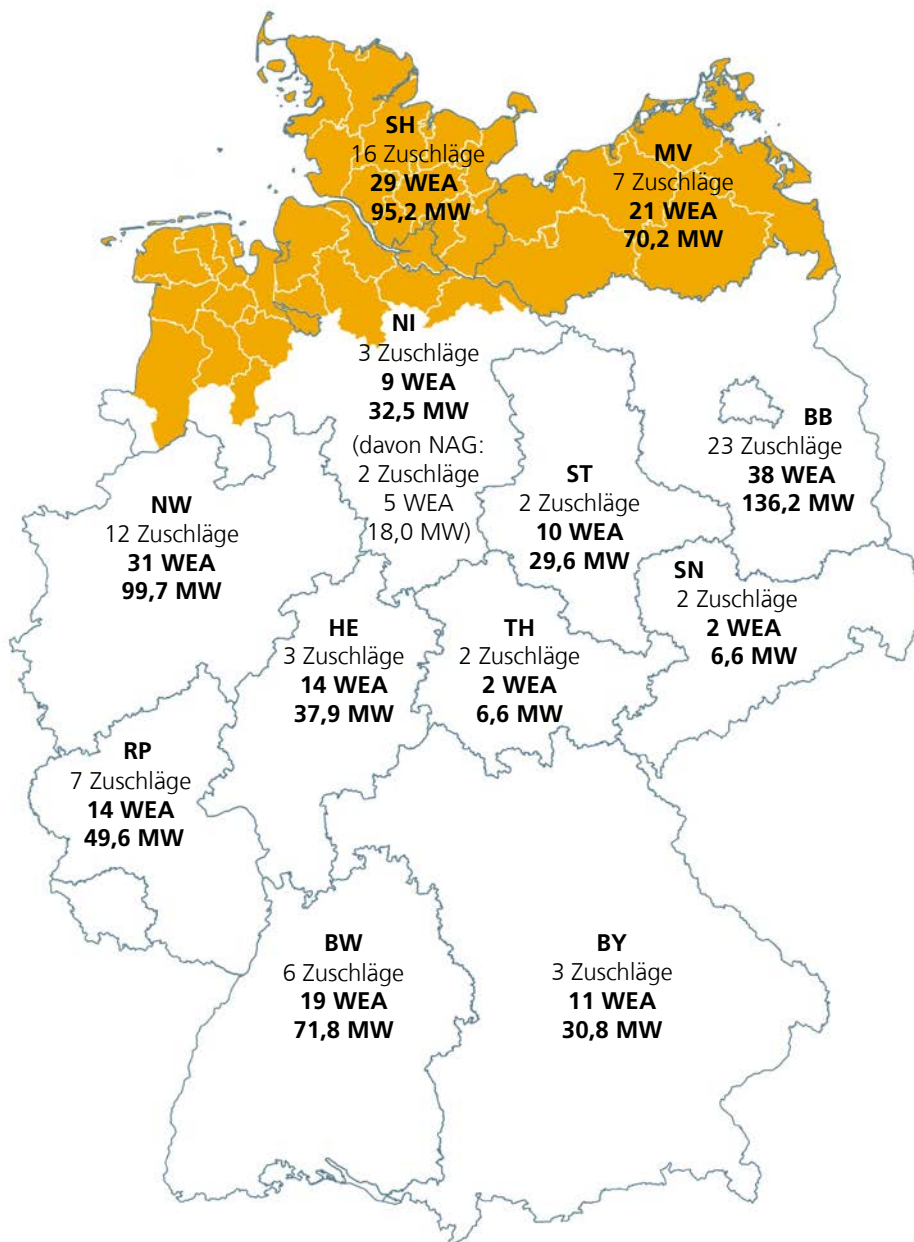 SH
16 Zuschläge
29 WEA
95,2 MW
MV
7 Zuschläge
21 WEA
70,2 MW
NI
3 Zuschläge
9 WEA
32,5 MW
(davon NAG:
2 Zuschläge
5 WEA
18,0 MW)
BB
23 Zuschläge
38 WEA
136,2 MW
NW
12 Zuschläge
31 WEA
99,7 MW
ST
2 Zuschläge
10 WEA
29,6 MW
SN
2 Zuschläge
2 WEA
6,6 MW
HE
3 Zuschläge
14 WEA
37,9 MW
TH
2 Zuschläge
2 WEA
6,6 MW
RP
7 Zuschläge
14 WEA
49,6 MW
BW
6 Zuschläge
19 WEA
71,8 MW
BY
3 Zuschläge
11 WEA
30,8 MW